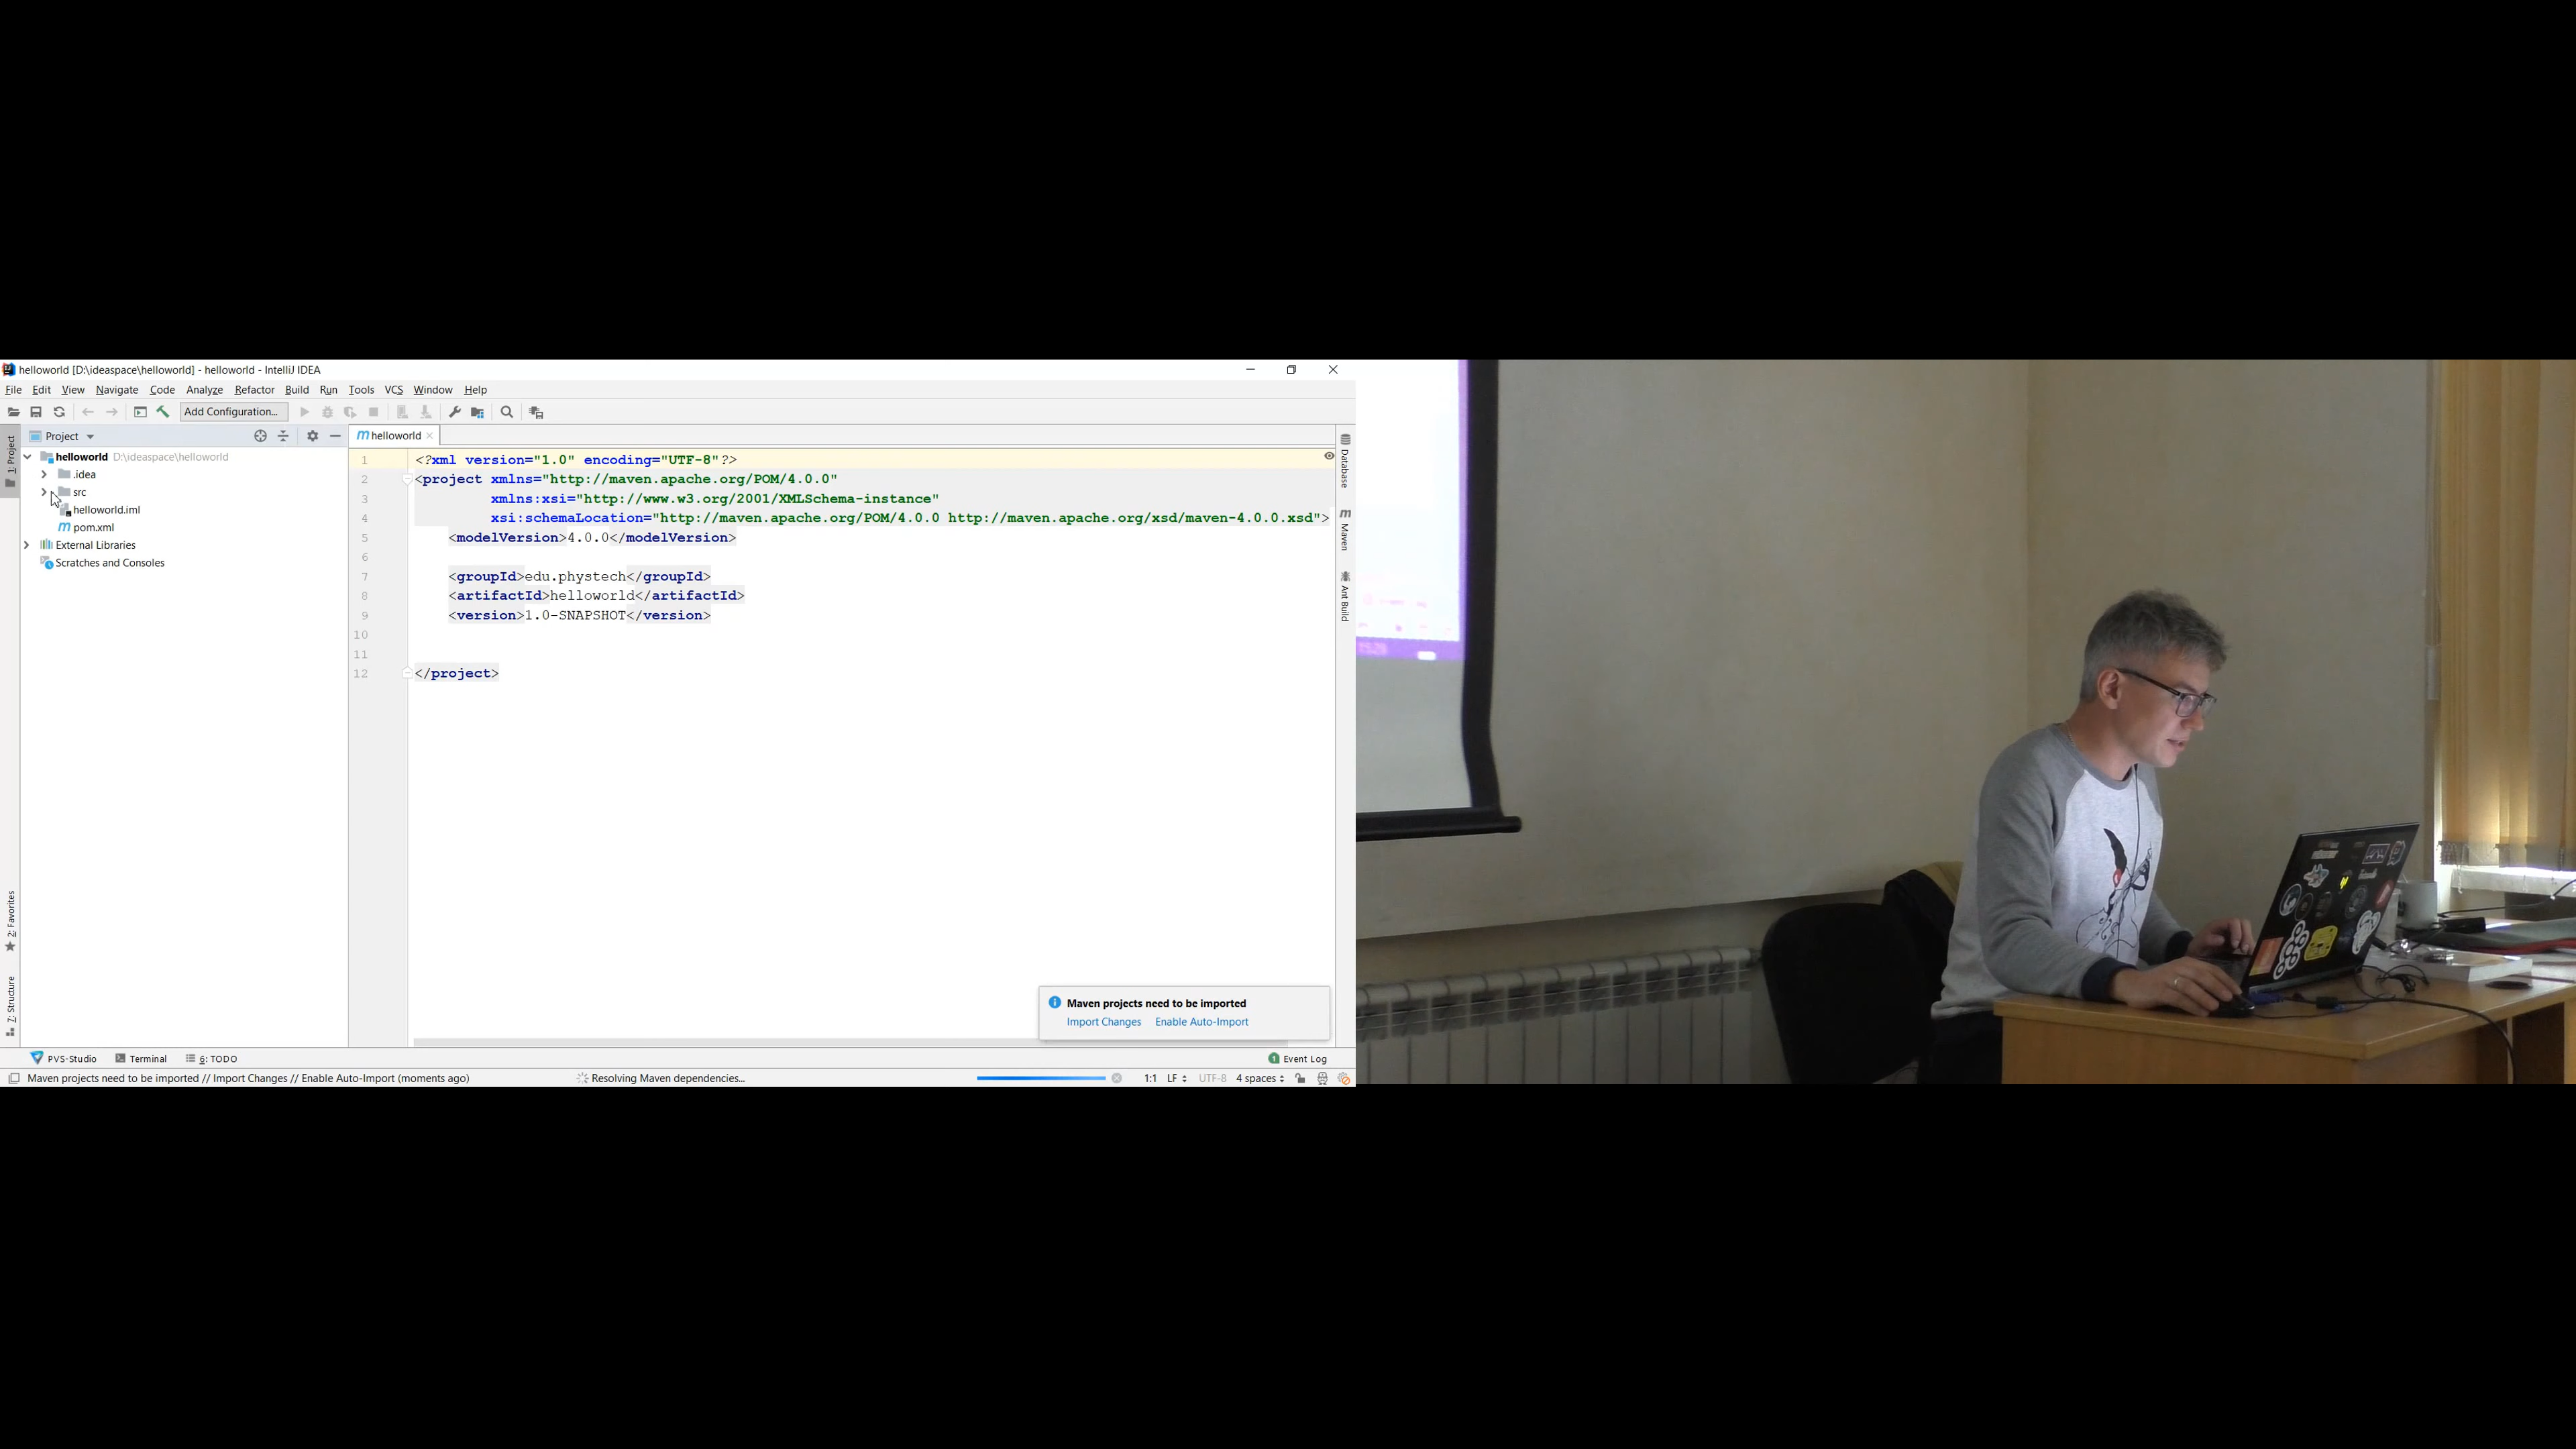 helloworld [D:\ideaspace\helloworld] - helloworld - IntelliJ IDEA
File Edit View Navigate Code Analyze Refactor Build Run Tools VCS Window Help
Add Configuration...
1: Project
Project
helloworld D:\ideaspace\helloworld
.idea
src
helloworld.iml
pom.xml
External Libraries
Scratches and Consoles
2: Favorites
7: Structure
helloworld
1 <?xml version="1.0" encoding="UTF-8"?>
2 <project xmlns="http://maven.apache.org/POM/4.0.0"
3 xmlns:xsi="http://www.w3.org/2001/XMLSchema-instance"
4 xsi:schemaLocation="http://maven.apache.org/POM/4.0.0 http://maven.apache.org/xsd/maven-4.0.0.xsd">
5 <modelVersion>4.0.0</modelVersion>
6
7 <groupId>edu.phystech</groupId>
8 <artifactId>helloworld</artifactId>
9 <version>1.0-SNAPSHOT</version>
10
11
12 </project>
Database
Maven
Ant Build
Maven projects need to be imported
Import Changes Enable Auto-Import
PVS-Studio Terminal 6: TODO
1 Event Log
Maven projects need to be imported // Import Changes // Enable Auto-Import (moments ago) Resolving Maven dependencies... 1:1 LF UTF-8 4 spaces